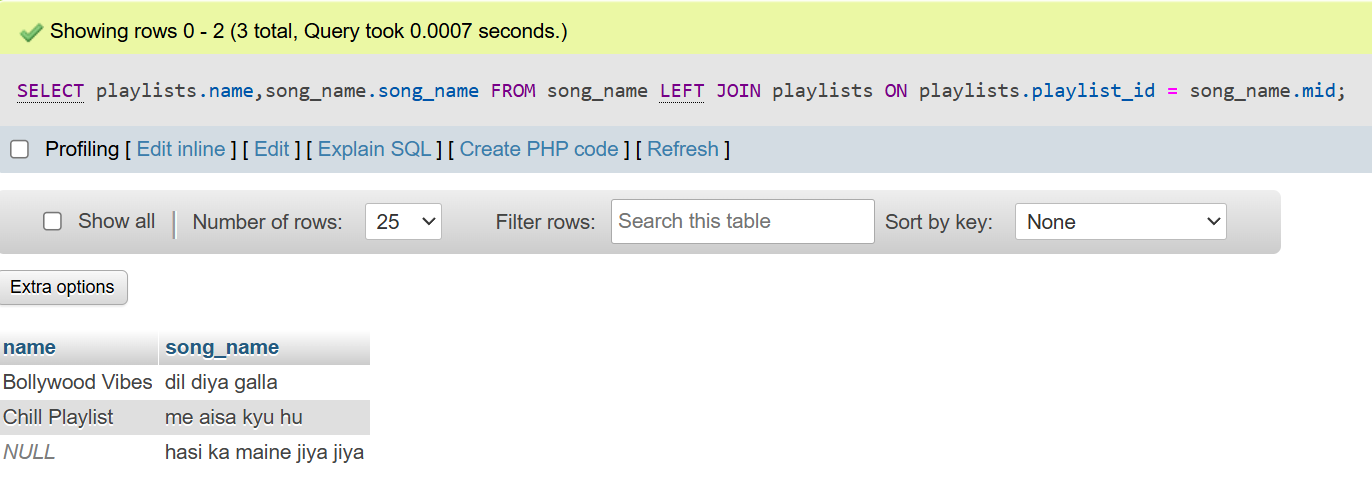 Showing rows 0 - 2 (3 total, Query took 0.0007 seconds.)
SELECT playlists.name,song_name.song_name FROM song_name LEFT JOIN playlists ON playlists.playlist_id = song_name.mid;
Profiling [ Edit inline ] [ Edit ] [ Explain SQL ] [ Create PHP code ] [ Refresh ]
Show all | Number of rows: 25 Filter rows: Search this table Sort by key: None
Extra options
name song_name
Bollywood Vibes dil diya galla
Chill Playlist me aisa kyu hu
NULL hasi ka maine jiya jiya